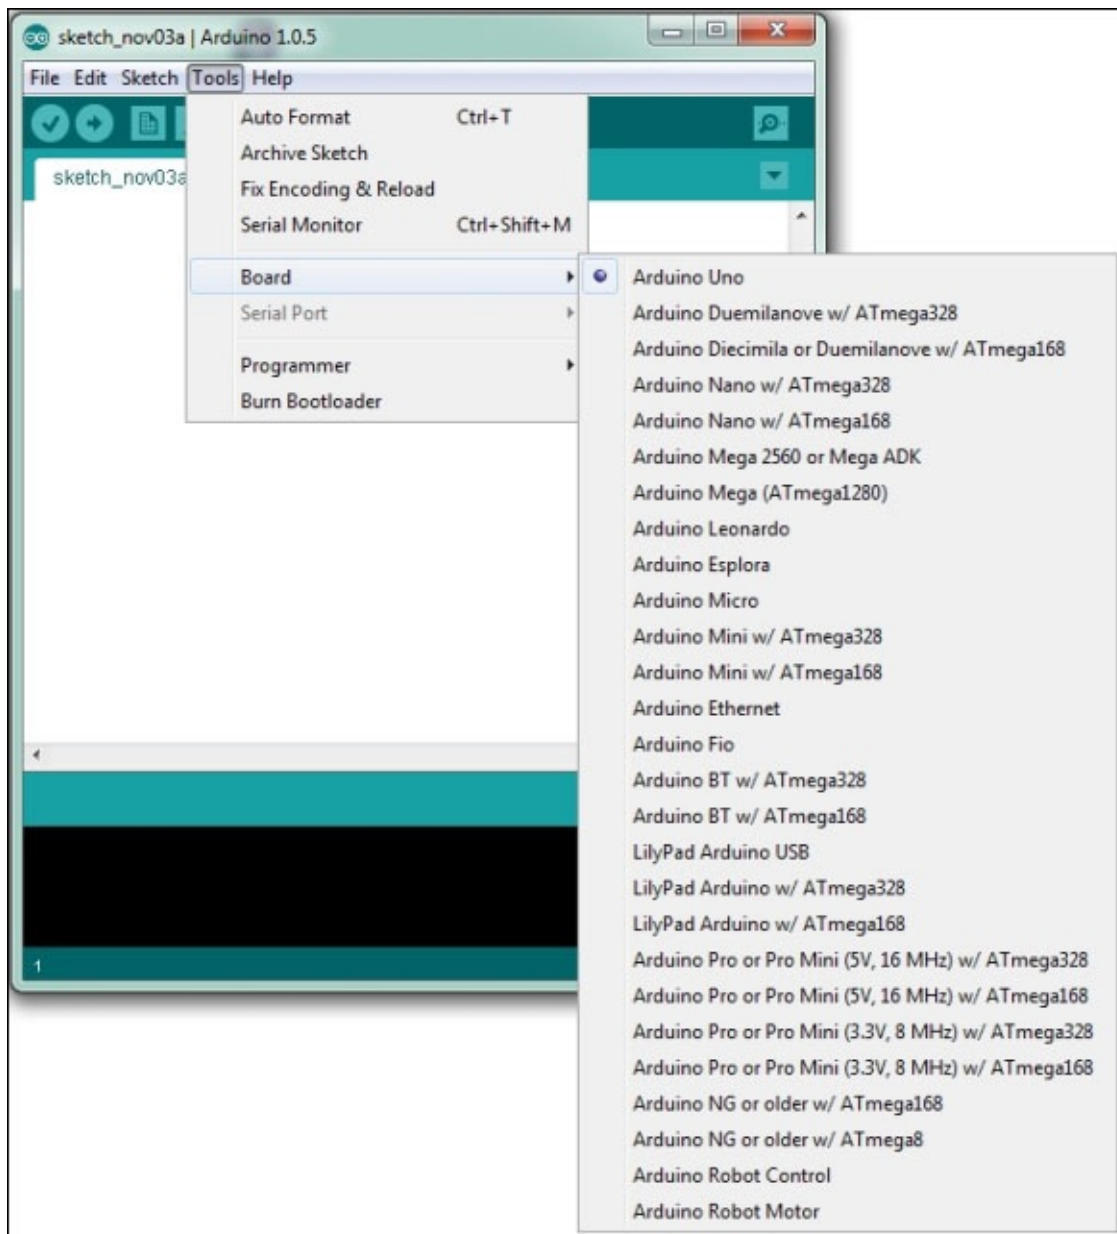 sketch_nov03a | Arduino 1.0.5
File Edit Sketch Tools Help
sketch_nov03a
Auto Format Ctrl+T
Archive Sketch
Fix Encoding & Reload
Serial Monitor Ctrl+Shift+M
Board
Serial Port
Programmer
Burn Bootloader
Arduino Uno
Arduino Duemilanove w/ ATmega328
Arduino Diecimila or Duemilanove w/ ATmega168
Arduino Nano w/ ATmega328
Arduino Nano w/ ATmega168
Arduino Mega 2560 or Mega ADK
Arduino Mega (ATmega1280)
Arduino Leonardo
Arduino Esplora
Arduino Micro
Arduino Mini w/ ATmega328
Arduino Mini w/ ATmega168
Arduino Ethernet
Arduino Fio
Arduino BT w/ ATmega328
Arduino BT w/ ATmega168
LilyPad Arduino USB
LilyPad Arduino w/ ATmega328
LilyPad Arduino w/ ATmega168
Arduino Pro or Pro Mini (5V, 16 MHz) w/ ATmega328
Arduino Pro or Pro Mini (5V, 16 MHz) w/ ATmega168
Arduino Pro or Pro Mini (3.3V, 8 MHz) w/ ATmega328
Arduino Pro or Pro Mini (3.3V, 8 MHz) w/ ATmega168
Arduino NG or older w/ ATmega168
Arduino NG or older w/ ATmega8
Arduino Robot Control
Arduino Robot Motor
1